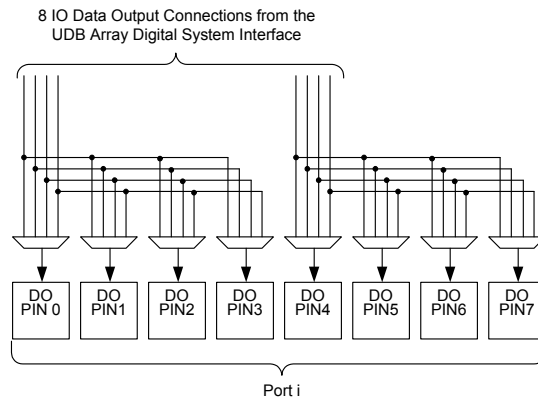 8 IO Data Output Connections from the
UDB Array Digital System Interface
DO
PIN 0
DO
PIN1
DO
PIN2
DO
PIN3
DO
PIN4
DO
PIN5
DO
PIN6
DO
PIN7
Port i